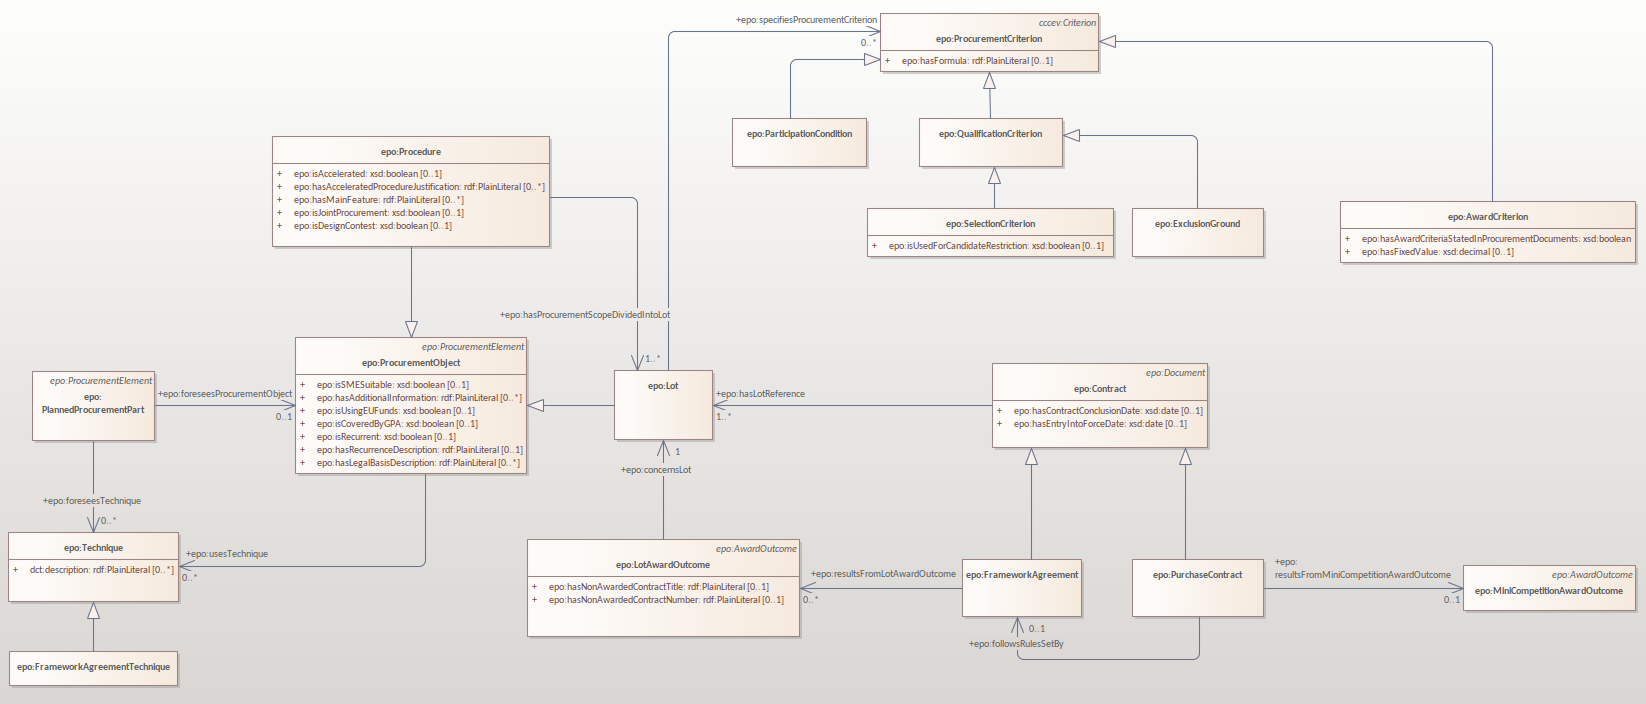 +epo:specifiesProcurementCriterion
0..*
cccev:Criterion
epo:ProcurementCriterion
+ epo:hasFormula: rdf:PlainLiteral [0..1]
epo:ParticipationCondition
epo:QualificationCriterion
epo:Procedure
+ epo:isAccelerated: xsd:boolean [0..1]
+ epo:hasAcceleratedProcedureJustification: rdf:PlainLiteral [0..*]
+ epo:hasMainFeature: rdf:PlainLiteral [0..*]
+ epo:isJointProcurement: xsd:boolean [0..1]
+ epo:isDesignContest: xsd:boolean [0..1]
epo:SelectionCriterion
+ epo:isUsedForCandidateRestriction: xsd:boolean [0..1]
epo:ExclusionGround
epo:AwardCriterion
+ epo:hasAwardCriteriaStatedInProcurementDocuments: xsd:boolean
+ epo:hasFixedValue: xsd:decimal [0..1]
+epo:hasProcurementScopeDividedIntoLot
1..*
epo:ProcurementElement
epo:
PlannedProcurementPart
+epo:foreseesProcurementObject
0..1
epo:ProcurementElement
epo:ProcurementObject
+ epo:isSMESuitable: xsd:boolean [0..1]
+ epo:hasAdditionalInformation: rdf:PlainLiteral [0..*]
+ epo:isUsingEUFunds: xsd:boolean [0..1]
+ epo:isCoveredByGPA: xsd:boolean [0..1]
+ epo:isRecurrent: xsd:boolean [0..1]
+ epo:hasRecurrenceDescription: rdf:PlainLiteral [0..1]
+ epo:hasLegalBasisDescription: rdf:PlainLiteral [0..*]
epo:Lot
+epo:hasLotReference
1..*
epo:Document
epo:Contract
+ epo:hasContractConclusionDate: xsd:date [0..1]
+ epo:hasEntryIntoForceDate: xsd:date [0..1]
1
+epo:concernsLot
+epo:foreseesTechnique
0..*
epo:Technique
+ dct:description: rdf:PlainLiteral [0..*]
+epo:usesTechnique
0..*
epo:AwardOutcome
epo:LotAwardOutcome
+ epo:hasNonAwardedContractTitle: rdf:PlainLiteral [0..1]
+ epo:hasNonAwardedContractNumber: rdf:PlainLiteral [0..1]
+epo:resultsFromLotAwardOutcome
0..*
epo:FrameworkAgreement
epo:PurchaseContract
+epo:
resultsFromMiniCompetitionAwardOutcome
0..1
epo:AwardOutcome
epo:MiniCompetitionAwardOutcome
0..1
+epo:followsRulesSetBy
epo:FrameworkAgreementTechnique